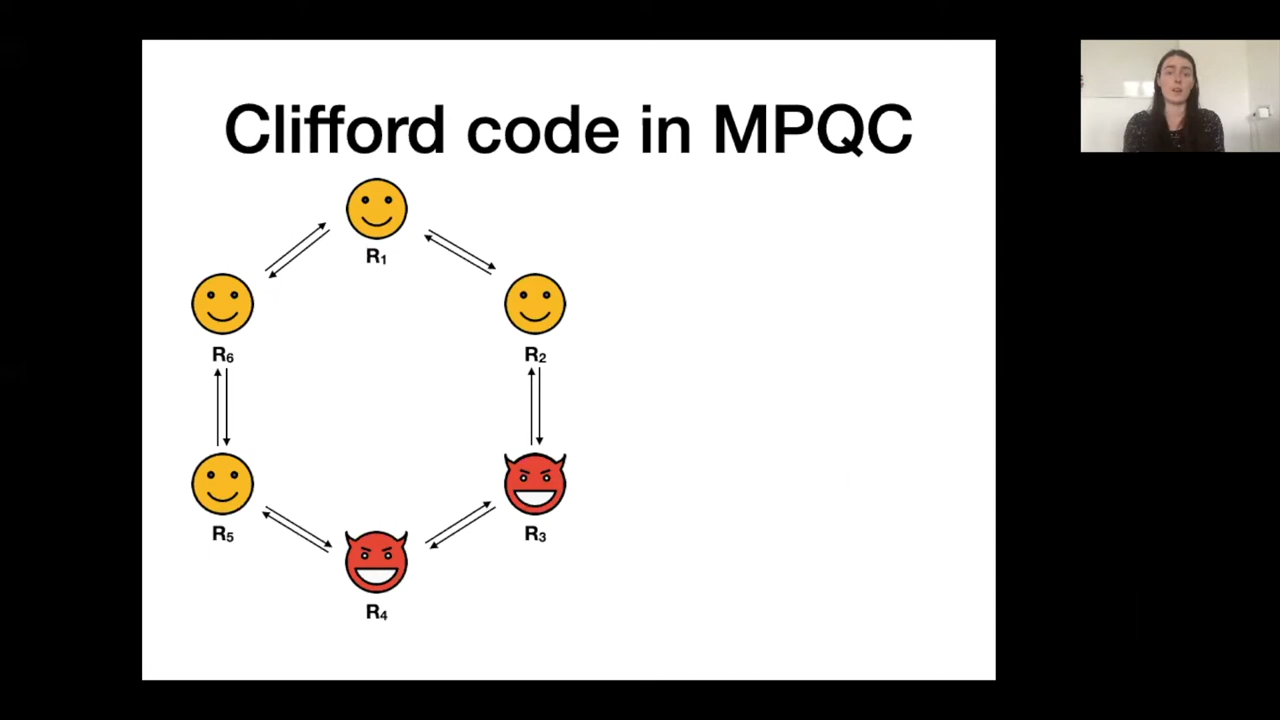 Clifford code in MPQC
R₁
R₆
R₂
R₅
R₃
R₄